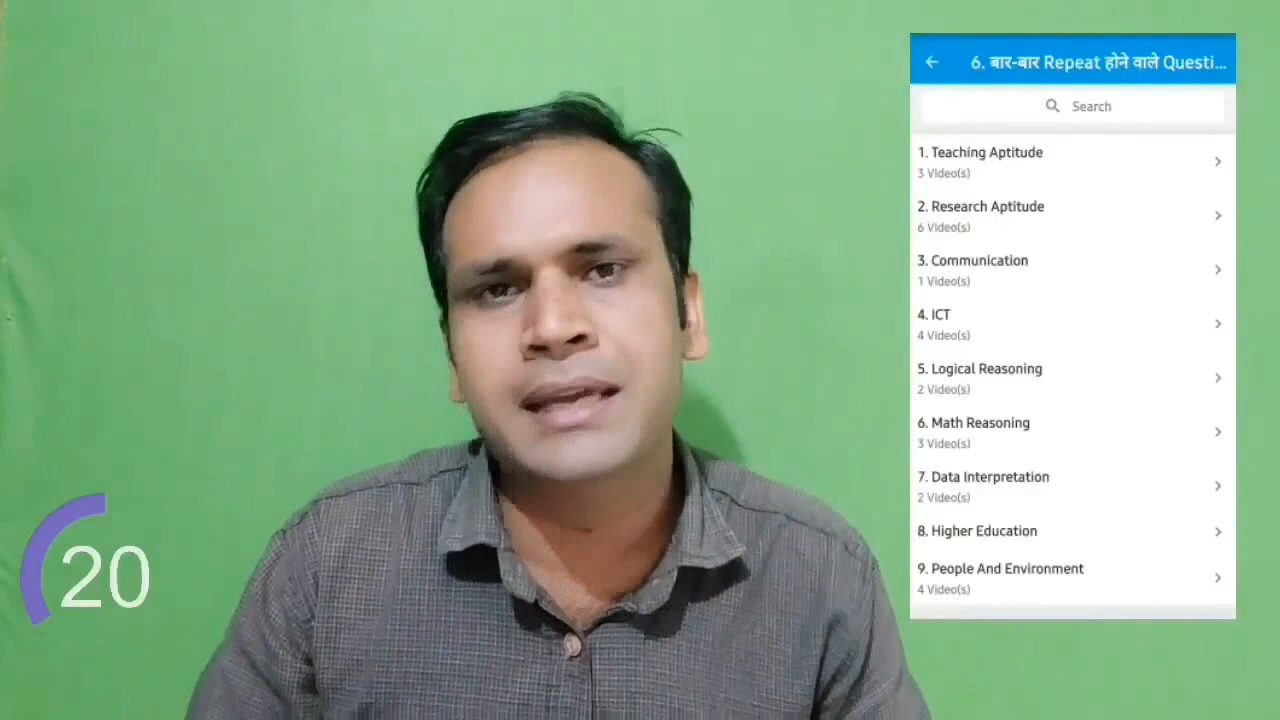 6. बार-बार Repeat होने वाले Questi...
Search
1. Teaching Aptitude
3 Video(s)
2. Research Aptitude
6 Video(s)
3. Communication
1 Video(s)
4. ICT
4 Video(s)
5. Logical Reasoning
2 Video(s)
6. Math Reasoning
3 Video(s)
7. Data Interpretation
2 Video(s)
8. Higher Education
9. People And Environment
4 Video(s)
20